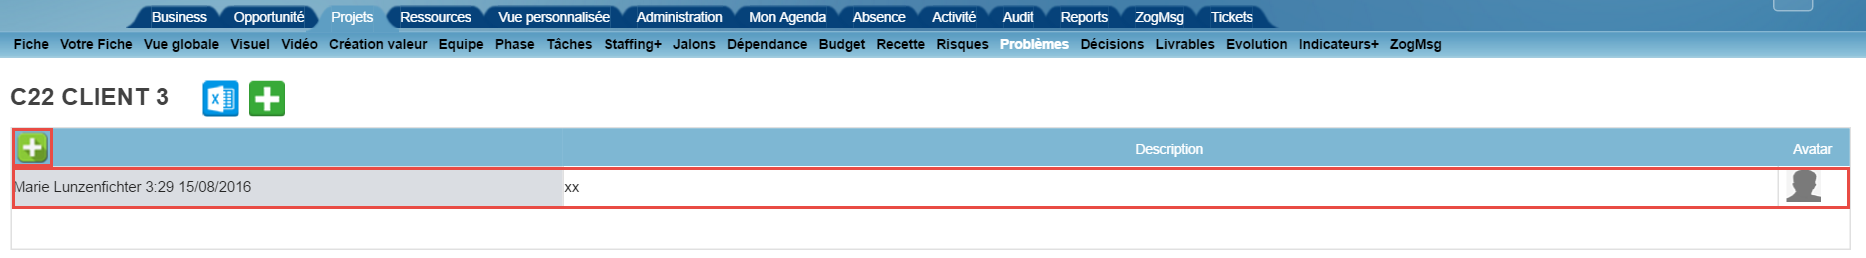 Business Opportunité Projets Ressources Vue personnalisée Administration Mon Agenda Absence Activité Audit Reports ZogMsg Tickets
Fiche Votre Fiche Vue globale Visuel Vidéo Création valeur Equipe Phase Tâches Staffing+ Jalons Dépendance Budget Recette Risques Problèmes Décisions Livrables Evolution Indicateurs+ ZogMsg
C22 CLIENT 3
Description Avatar
Marie Lunzenfichter 3:29 15/08/2016 xx